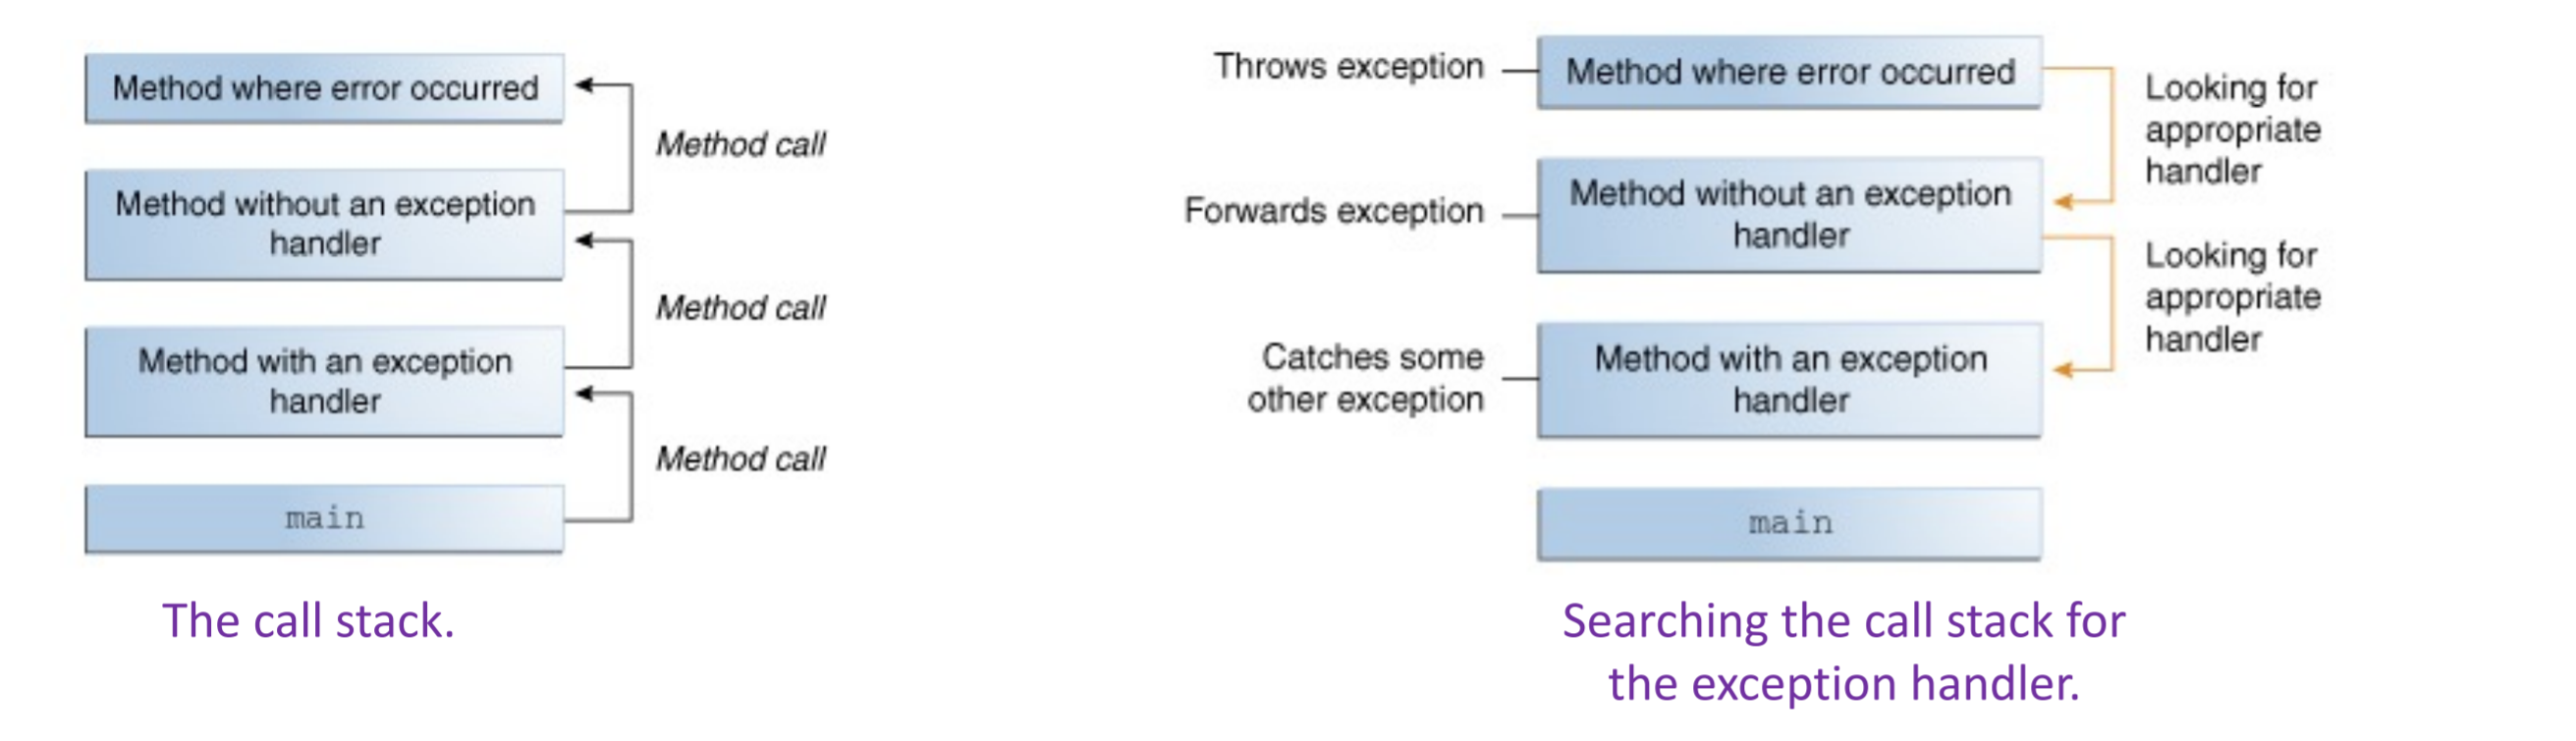 Method where error occurred
Method call
Method without an exception
handler
Method call
Method with an exception
handler
Method call
main
The call stack.
Throws exception
Method where error occurred
Looking for
appropriate
handler
Forwards exception
Method without an exception
handler
Looking for
appropriate
handler
Catches some
other exception
Method with an exception
handler
main
Searching the call stack for
the exception handler.